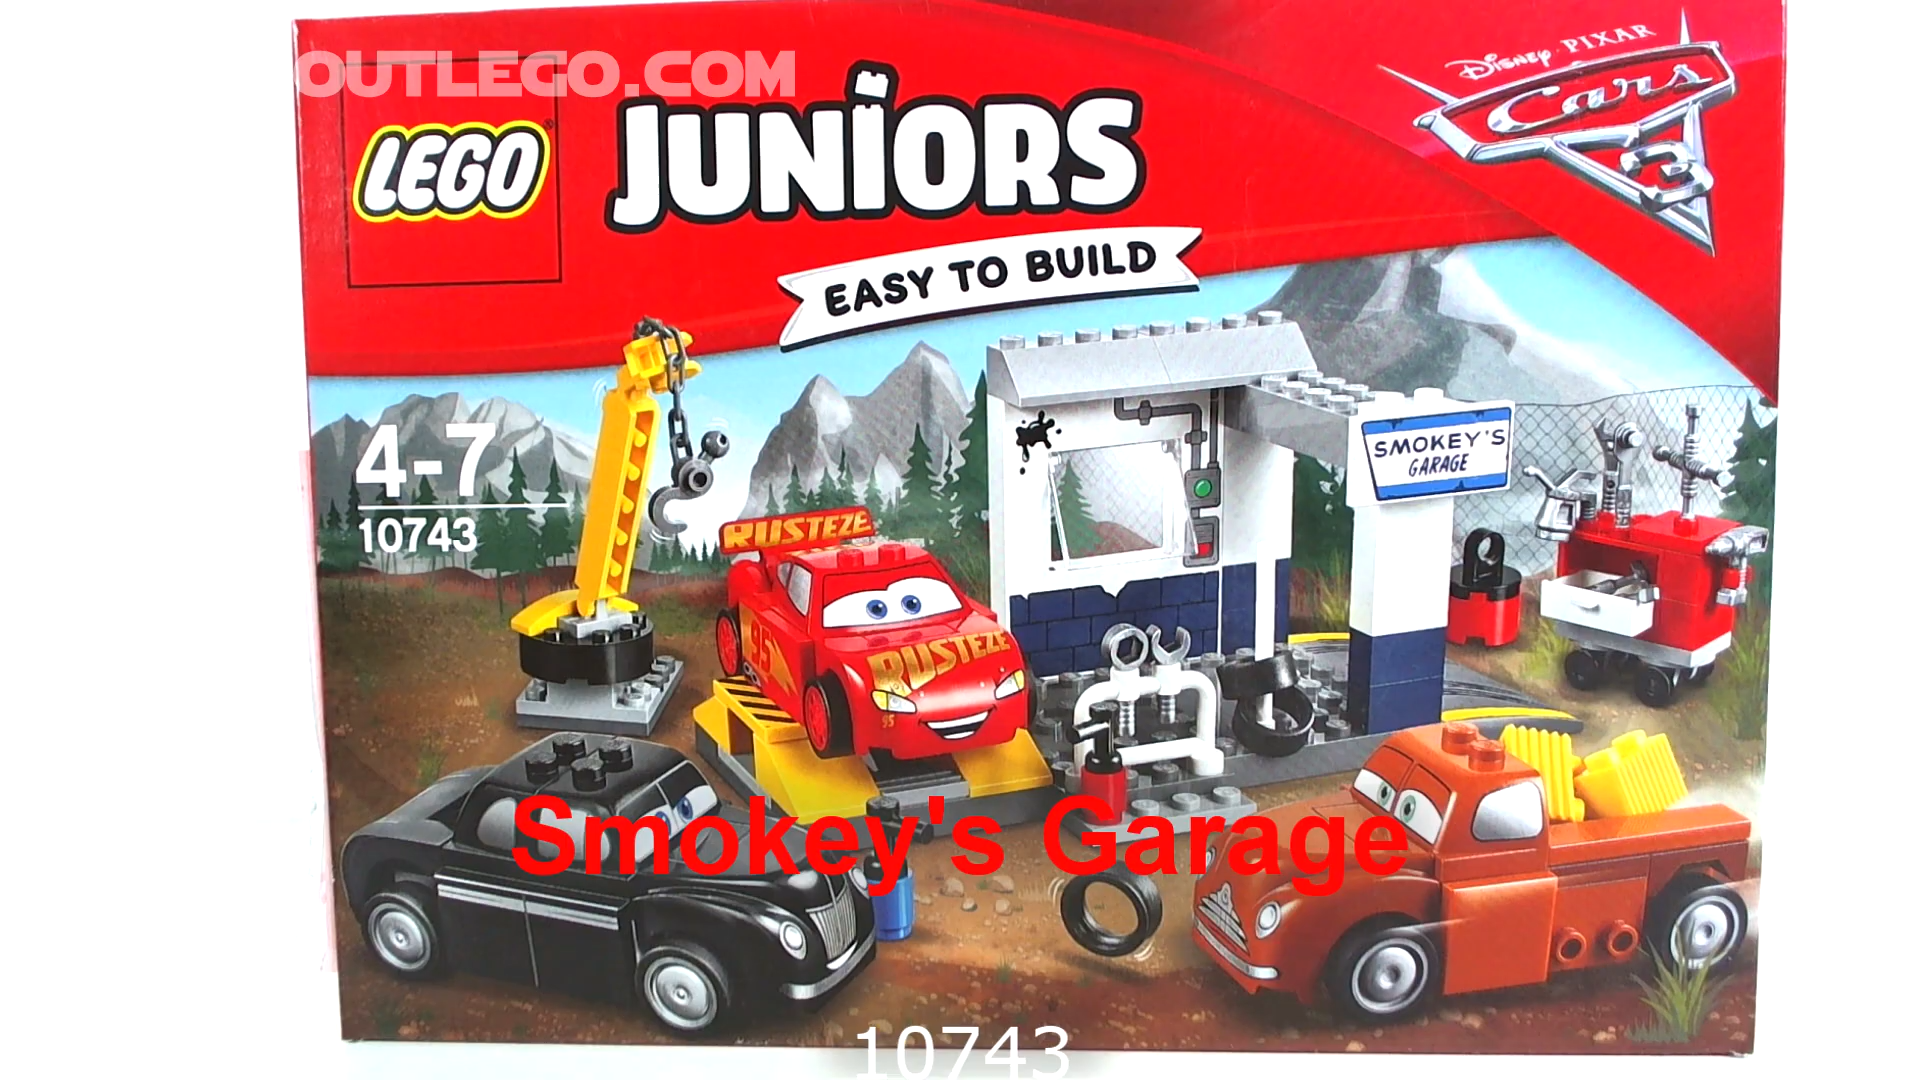 OUTLEGO.COM
DISNEY · PIXAR
Cars
3
LEGO®
JUNIORS
EASY TO BUILD
4-7
10743
SMOKEY'S
GARAGE
RUSTEZE
RUSTEZE
95
95
Smokey's Garage
10743